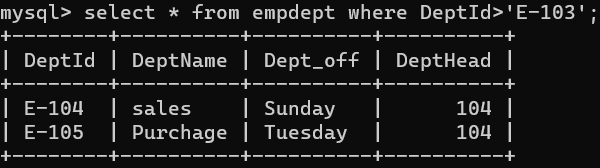 mysql> select * from empdept where DeptId>'E-103';
+--------+----------+----------+----------+
| DeptId | DeptName | Dept_off | DeptHead |
+--------+----------+----------+----------+
| E-104  | sales    | Sunday   |      104 |
| E-105  | Purchage | Tuesday  |      104 |
+--------+----------+----------+----------+